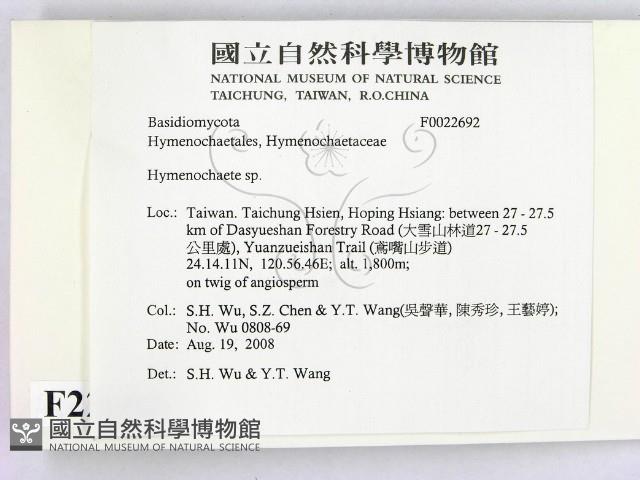 國立自然科學博物館
NATIONAL MUSEUM OF NATURAL SCIENCE
TAICHUNG, TAIWAN, R.O.CHINA
Basidiomycota F0022692
Hymenochaetales, Hymenochaetaceae
Hymenochaete sp.
Loc.: Taiwan. Taichung Hsien, Hoping Hsiang: between 27 - 27.5
km of Dasyueshan Forestry Road (大雪山林道27 - 27.5
公里處), Yuanzueishan Trail (鳶嘴山步道)
24.14.11N, 120.56.46E; alt. 1,800m;
on twig of angiosperm
Col.: S.H. Wu, S.Z. Chen & Y.T. Wang(吳聲華, 陳秀珍, 王藝婷);
No. Wu 0808-69
Date: Aug. 19, 2008
Det.: S.H. Wu & Y.T. Wang
國立自然科學博物館
NATIONAL MUSEUM OF NATURAL SCIENCE